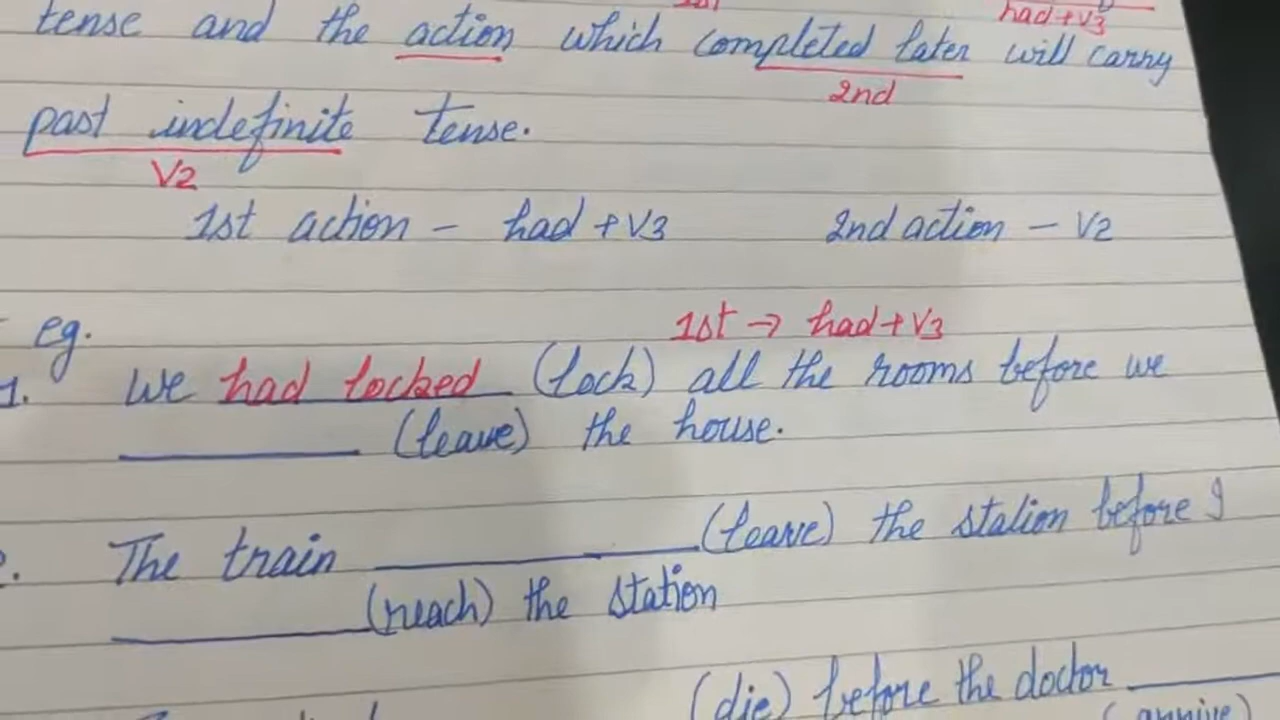 had+V3
tense and the action which completed later will carry
2nd
past indefinite tense.
V2
1st action - had +V3 2nd action - V2
eg. 1st → had+V3
1. We had locked (lock) all the rooms before we
(leave) the house.
The train (leave) the station before I
(reach) the station
(die) before the doctor
(arrive)